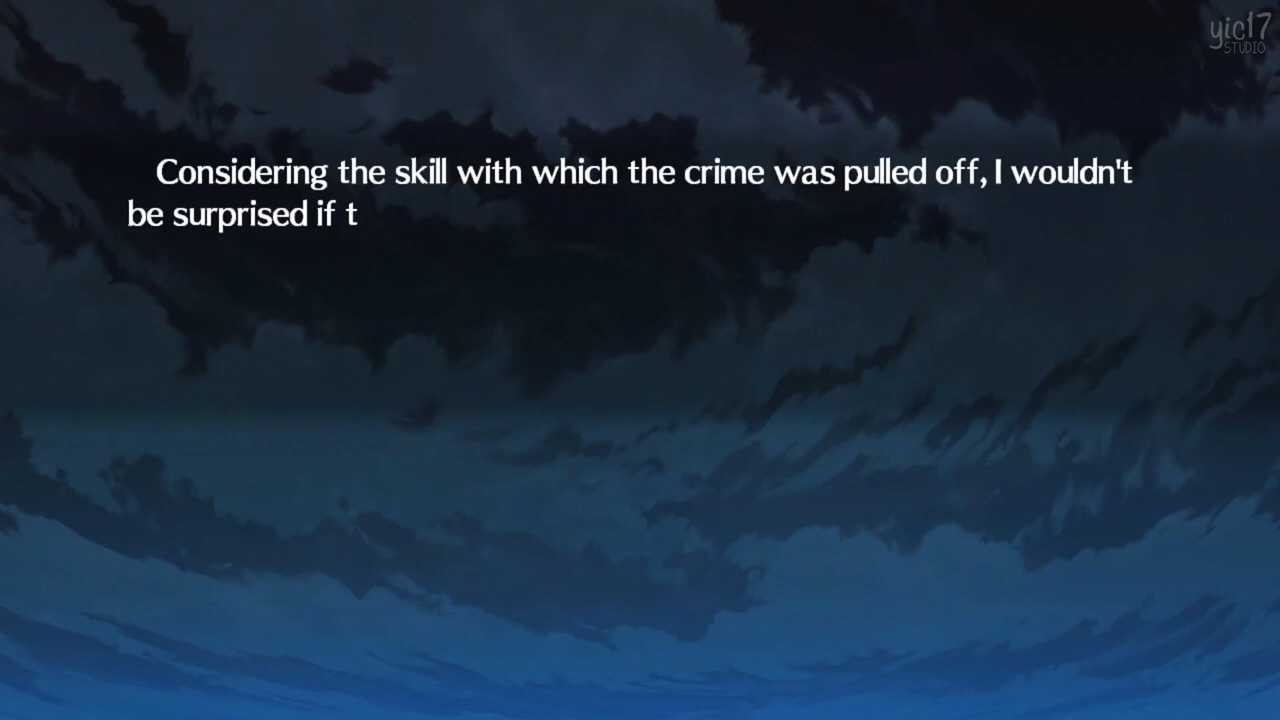 yic17
STUDIO
Considering the skill with which the crime was pulled off, I wouldn't
be surprised if t